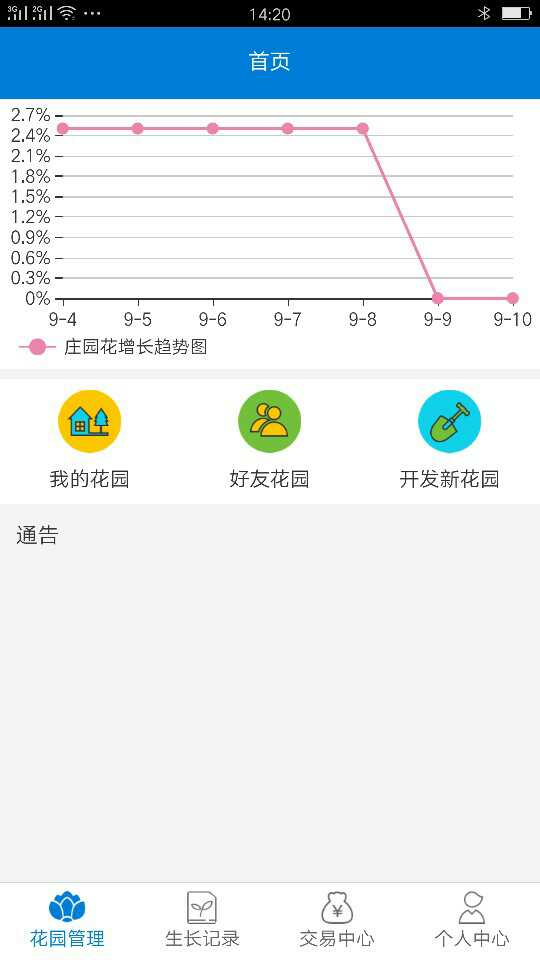 3G 2G 14:20
首页
2.7%
2.4%
2.1%
1.8%
1.5%
1.2%
0.9%
0.6%
0.3%
0%
9-4 9-5 9-6 9-7 9-8 9-9 9-10
庄园花增长趋势图
我的花园 好友花园 开发新花园
通告
花园管理 生长记录 交易中心 个人中心